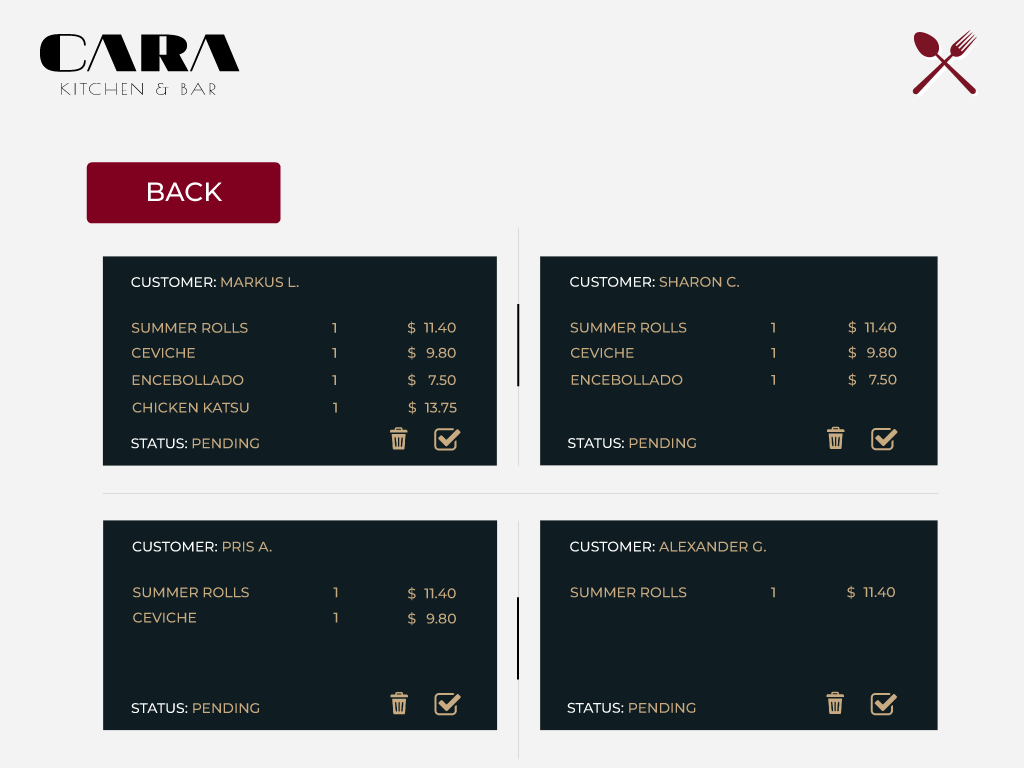 CARA
KITCHEN & BAR
BACK
CUSTOMER: MARKUS L.
SUMMER ROLLS 1 $ 11.40
CEVICHE 1 $ 9.80
ENCEBOLLADO 1 $ 7.50
CHICKEN KATSU 1 $ 13.75
STATUS: PENDING
CUSTOMER: SHARON C.
SUMMER ROLLS 1 $ 11.40
CEVICHE 1 $ 9.80
ENCEBOLLADO 1 $ 7.50
STATUS: PENDING
CUSTOMER: PRIS A.
SUMMER ROLLS 1 $ 11.40
CEVICHE 1 $ 9.80
STATUS: PENDING
CUSTOMER: ALEXANDER G.
SUMMER ROLLS 1 $ 11.40
STATUS: PENDING